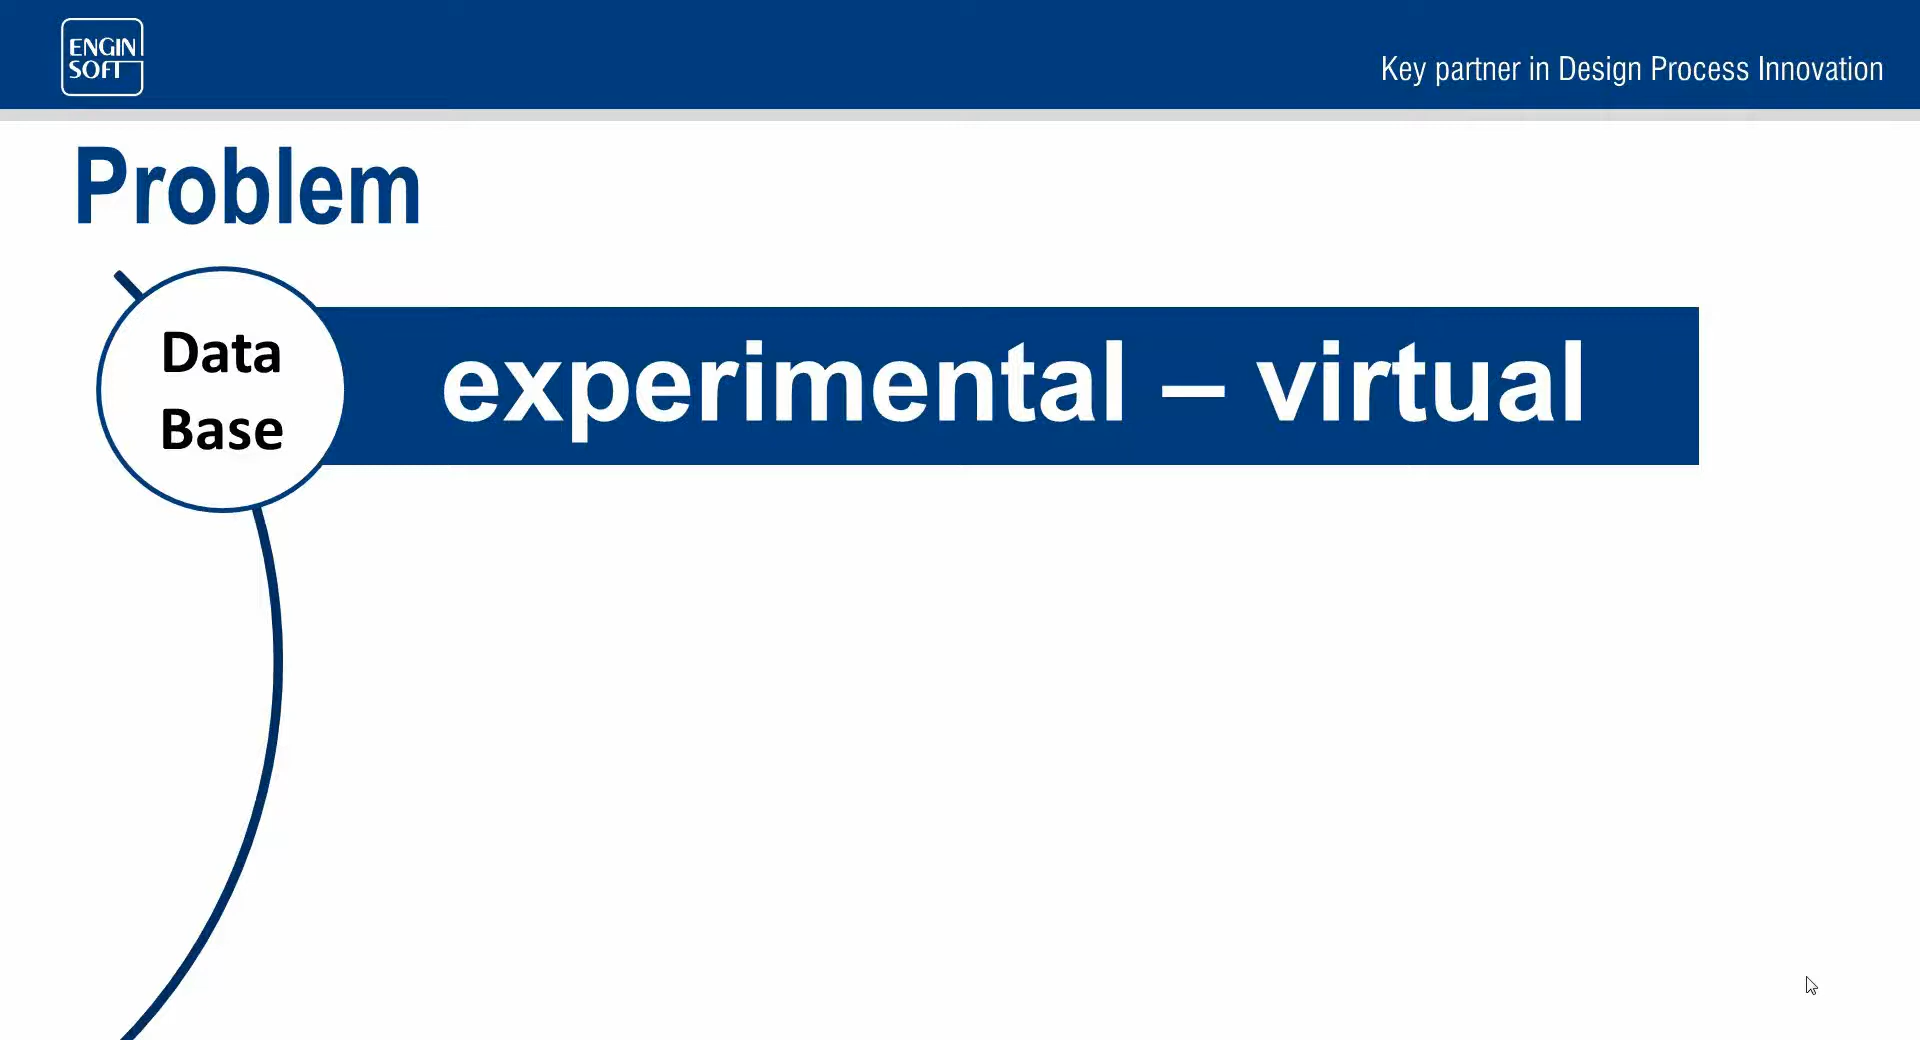 ENGIN
SOFT
Key partner in Design Process Innovation
Problem
Data
Base
experimental – virtual